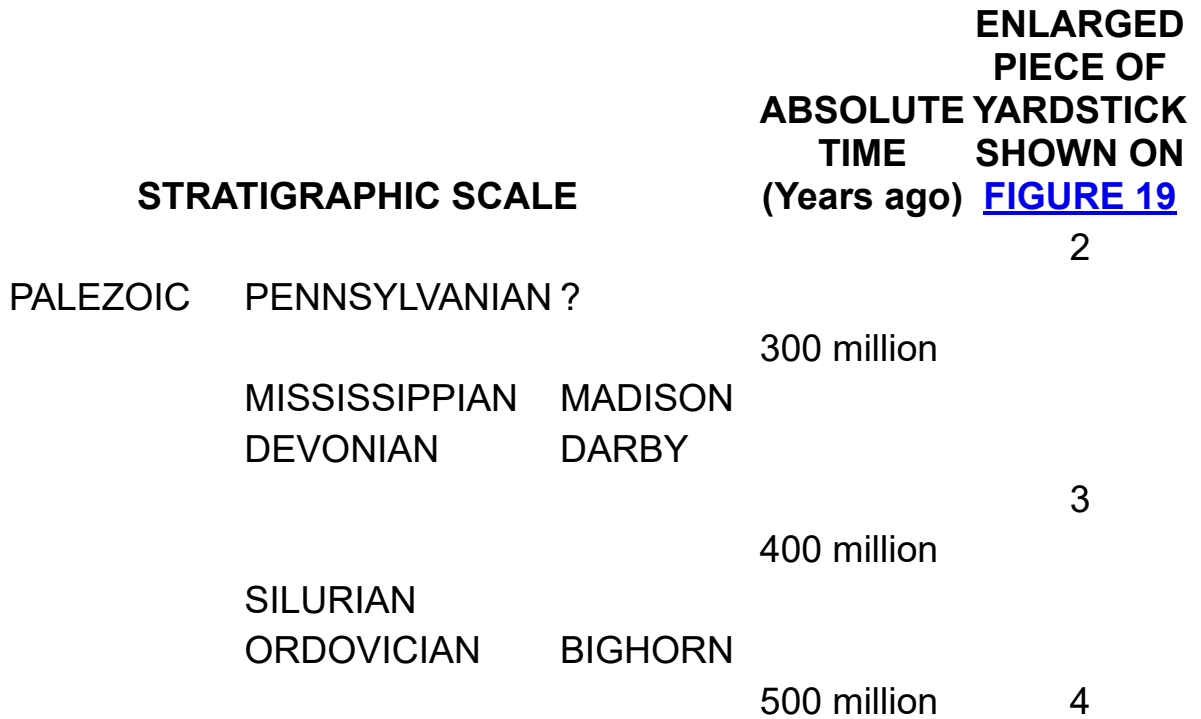 ENLARGED
PIECE OF
ABSOLUTE YARDSTICK
TIME SHOWN ON
STRATIGRAPHIC SCALE (Years ago) FIGURE 19
2
PALEZOIC PENNSYLVANIAN ?
300 million
MISSISSIPPIAN MADISON
DEVONIAN DARBY
3
400 million
SILURIAN
ORDOVICIAN BIGHORN
500 million 4